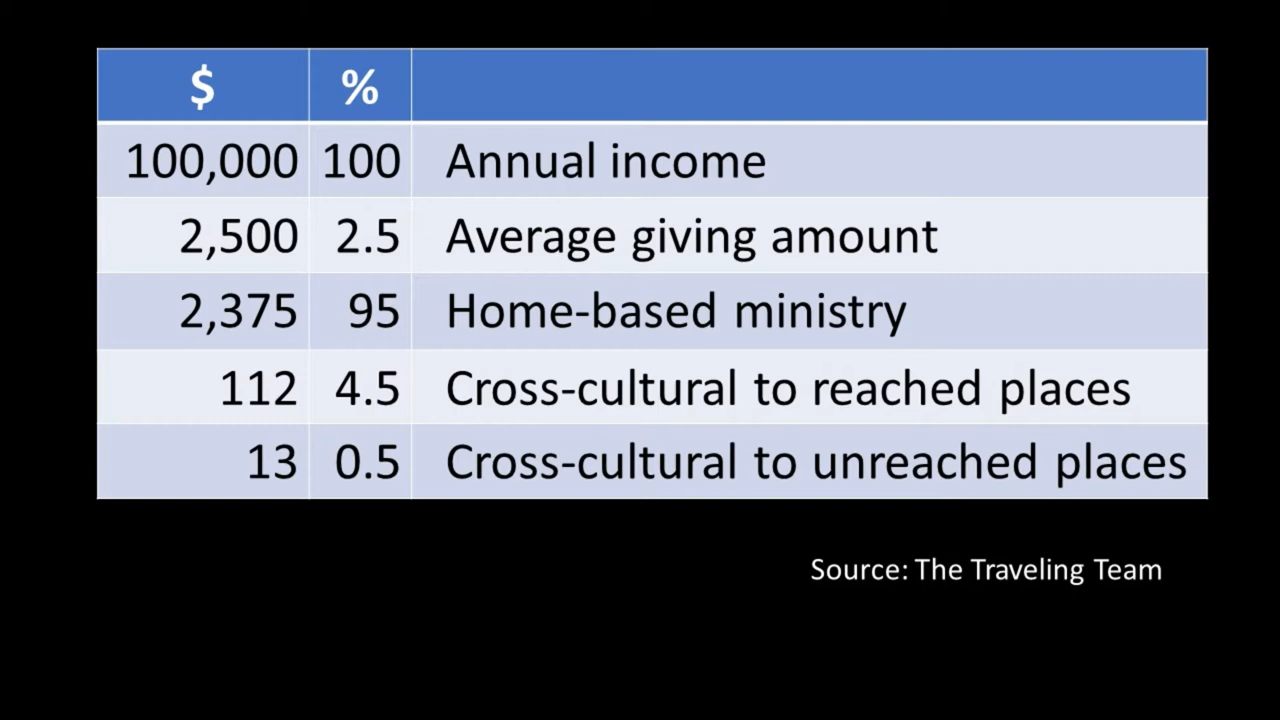 $ %
100,000 100 Annual income
2,500 2.5 Average giving amount
2,375 95 Home-based ministry
112 4.5 Cross-cultural to reached places
13 0.5 Cross-cultural to unreached places
Source: The Traveling Team